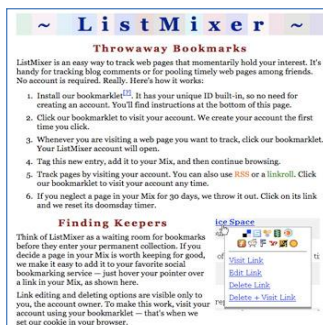 ~ ListMixer ~
Throwaway Bookmarks
ListMixer is an easy way to track web pages that momentarily hold your interest. It's
handy for tracking blog comments or for pooling timely web pages among friends.
No account is required. Really. Here's how it works:
1. Install our bookmarklet[?]. It has your unique ID built-in, so no need for
creating an account. You'll find instructions at the bottom of this page.
2. Click our bookmarklet to visit your account. We create your account the first
time you click.
3. Whenever you are visiting a web page you want to track, click our bookmarklet.
Your ListMixer account will open.
4. Tag this new entry, add it to your Mix, and then continue browsing.
5. Track pages by visiting your account. You can also use RSS or a linkroll. Click
our bookmarklet to visit your account any time.
6. If you neglect a page in your Mix for 30 days, we throw it out. Click on its link
and we reset its doomsday timer.
Finding Keepers
Think of ListMixer as a waiting room for bookmarks
before they enter your permanent collection. If you
decide a page in your Mix is worth keeping for good,
we make it easy to add it to your favorite social
bookmarking service — just hover your pointer over
a link in your Mix, as shown here.
Link editing and deleting options are visible only to
you, the account owner. To make this work, visit your
account using your bookmarklet — that's when we
set our cookie in your browser.
ice Space
Visit Link
Edit Link
Delete Link
Delete + Visit Link